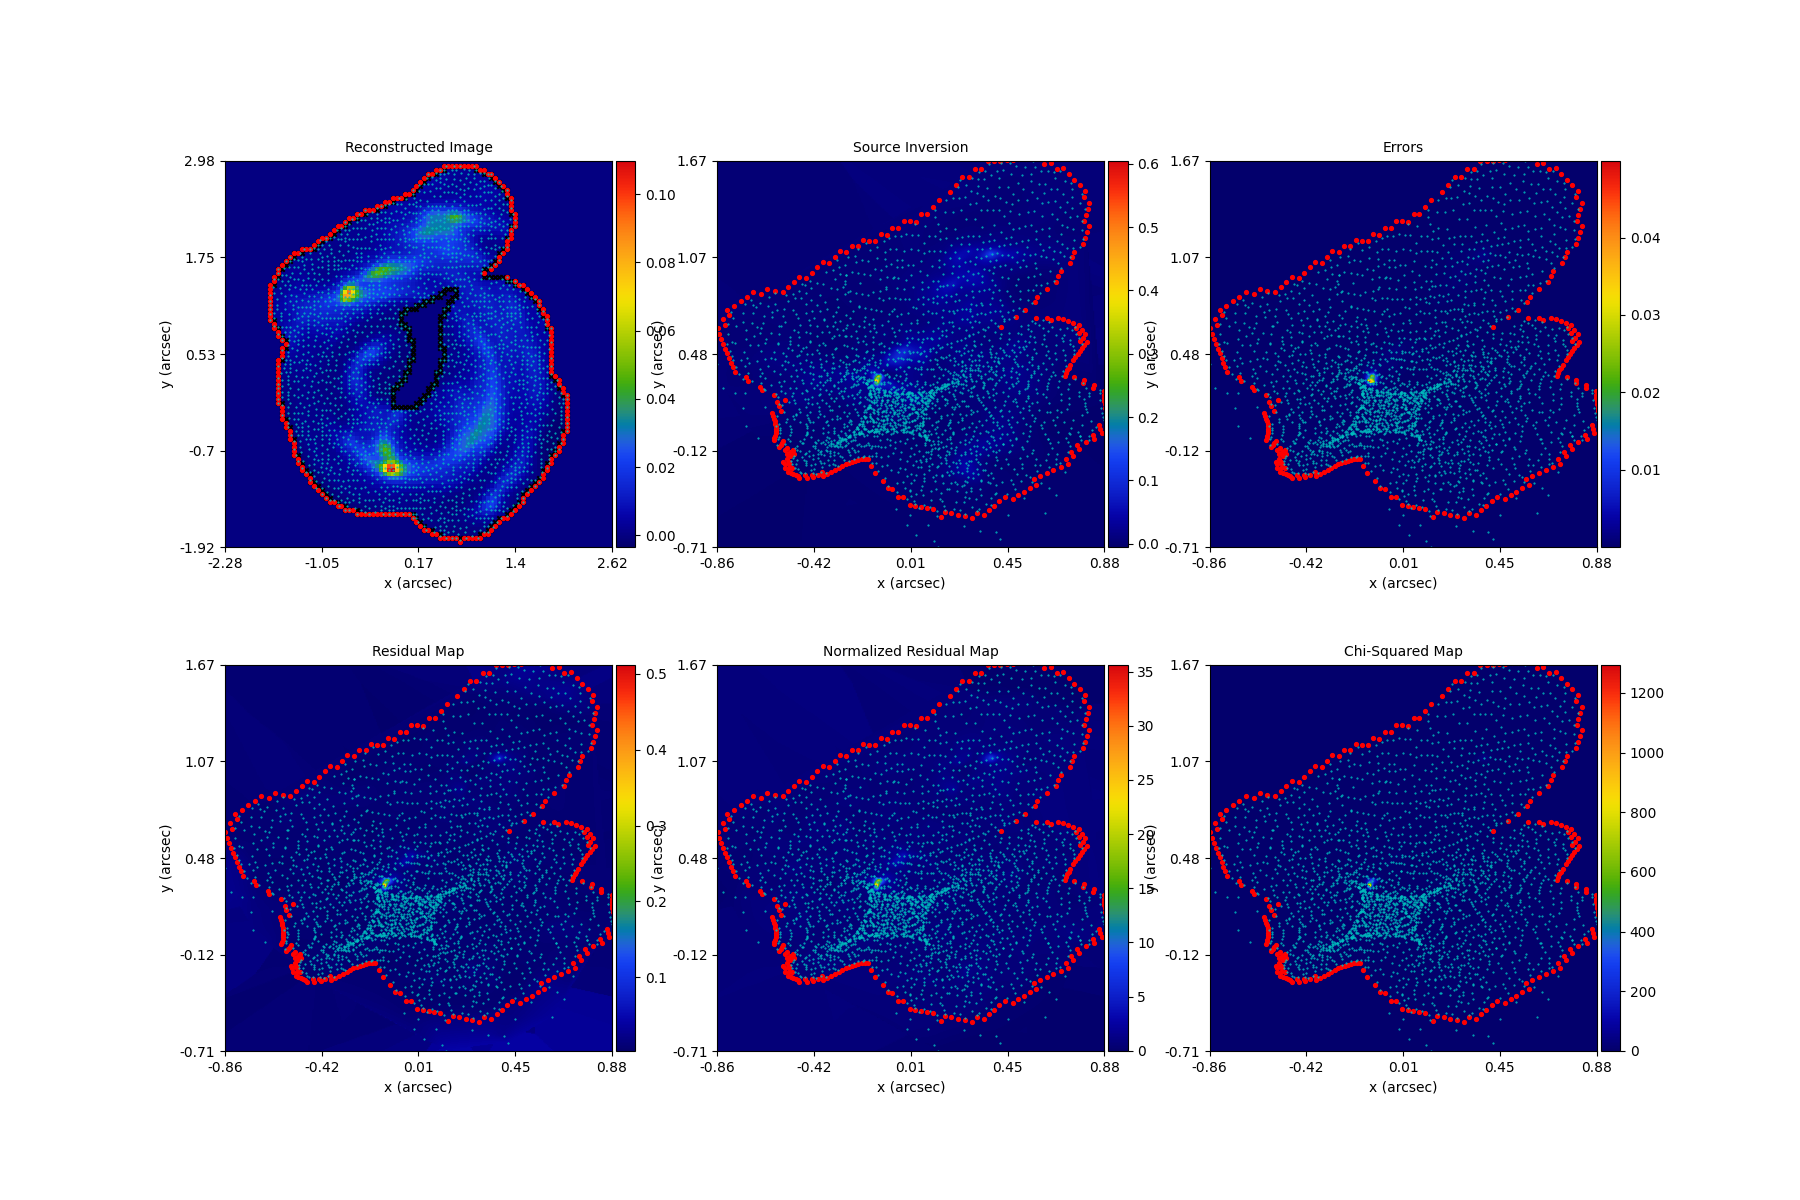 Reconstructed Image
2.98
1.75
0.53
-0.7
-1.92
y (arcsec)
-2.28 -1.05 0.17 1.4 2.62
x (arcsec)
0.10
0.08
0.06
0.04
0.02
0.00
Source Inversion
1.67
1.07
0.48
-0.12
-0.71
y (arcsec)
-0.86 -0.42 0.01 0.45 0.88
x (arcsec)
0.6
0.5
0.4
0.3
0.2
0.1
0.0
Errors
1.67
1.07
0.48
-0.12
-0.71
y (arcsec)
-0.86 -0.42 0.01 0.45 0.88
x (arcsec)
0.04
0.03
0.02
0.01
Residual Map
1.67
1.07
0.48
-0.12
-0.71
y (arcsec)
-0.86 -0.42 0.01 0.45 0.88
x (arcsec)
0.5
0.4
0.3
0.2
0.1
Normalized Residual Map
1.67
1.07
0.48
-0.12
-0.71
y (arcsec)
-0.86 -0.42 0.01 0.45 0.88
x (arcsec)
35
30
25
20
15
10
5
0
Chi-Squared Map
1.67
1.07
0.48
-0.12
-0.71
y (arcsec)
-0.86 -0.42 0.01 0.45 0.88
x (arcsec)
1200
1000
800
600
400
200
0